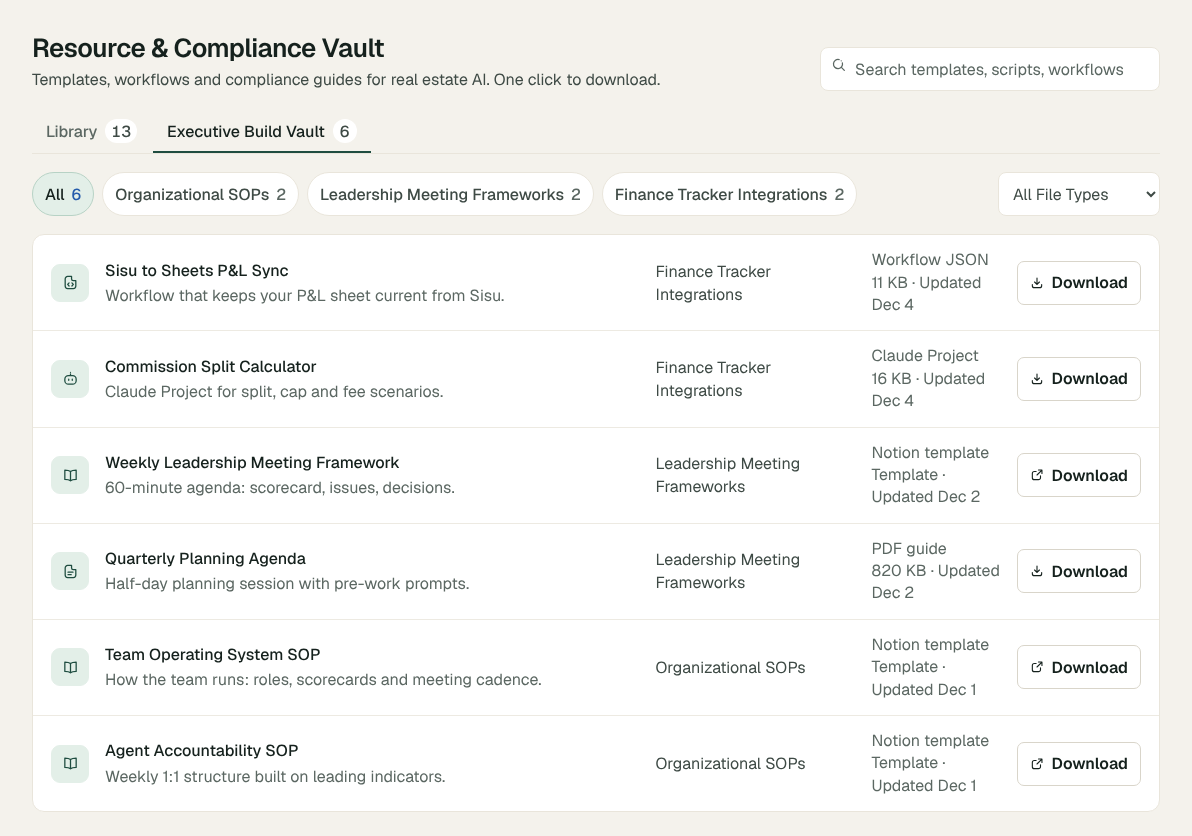 Resource & Compliance Vault
Templates, workflows and compliance guides for real estate AI. One click to download.
Search templates, scripts, workflows
Library 13
Executive Build Vault 6
All 6
Organizational SOPs 2
Leadership Meeting Frameworks 2
Finance Tracker Integrations 2
All File Types
Sisu to Sheets P&L Sync
Workflow that keeps your P&L sheet current from Sisu.
Finance Tracker
Integrations
Workflow JSON
11 KB · Updated
Dec 4
Download
Commission Split Calculator
Claude Project for split, cap and fee scenarios.
Finance Tracker
Integrations
Claude Project
16 KB · Updated
Dec 4
Download
Weekly Leadership Meeting Framework
60-minute agenda: scorecard, issues, decisions.
Leadership Meeting
Frameworks
Notion template
Template ·
Updated Dec 2
Download
Quarterly Planning Agenda
Half-day planning session with pre-work prompts.
Leadership Meeting
Frameworks
PDF guide
820 KB · Updated
Dec 2
Download
Team Operating System SOP
How the team runs: roles, scorecards and meeting cadence.
Organizational SOPs
Notion template
Template ·
Updated Dec 1
Download
Agent Accountability SOP
Weekly 1:1 structure built on leading indicators.
Organizational SOPs
Notion template
Template ·
Updated Dec 1
Download